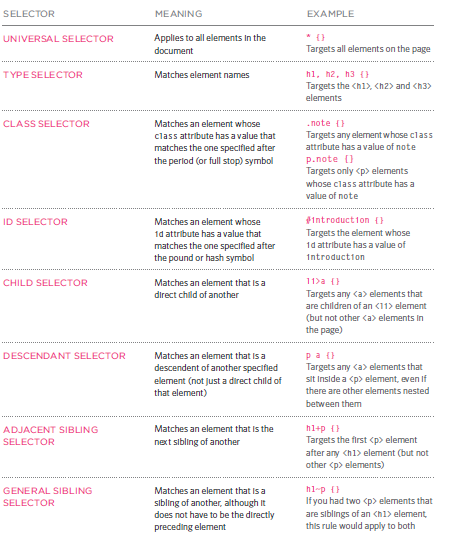 SELECTOR MEANING EXAMPLE
UNIVERSAL SELECTOR
Applies to all elements in the
document
* {}
Targets all elements on the page
TYPE SELECTOR
Matches element names
h1, h2, h3 {}
Targets the <h1>, <h2> and <h3>
elements
CLASS SELECTOR
Matches an element whose
class attribute has a value that
matches the one specified after
the period (or full stop) symbol
.note {}
Targets any element whose class
attribute has a value of note
p.note {}
Targets only <p> elements
whose class attribute has a
value of note
ID SELECTOR
Matches an element whose
id attribute has a value that
matches the one specified after
the pound or hash symbol
#introduction {}
Targets the element whose
id attribute has a value of
introduction
CHILD SELECTOR
Matches an element that is a
direct child of another
li>a {}
Targets any <a> elements that
are children of an <li> element
(but not other <a> elements in
the page)
DESCENDANT SELECTOR
Matches an element that is a
descendent of another specified
element (not just a direct child of
that element)
p a {}
Targets any <a> elements that
sit inside a <p> element, even if
there are other elements nested
between them
ADJACENT SIBLING
SELECTOR
Matches an element that is the
next sibling of another
h1+p {}
Targets the first <p> element
after any <h1> element (but not
other <p> elements)
GENERAL SIBLING
SELECTOR
Matches an element that is a
sibling of another, although it
does not have to be the directly
preceding element
h1~p {}
If you had two <p> elements that
are siblings of an <h1> element,
this rule would apply to both